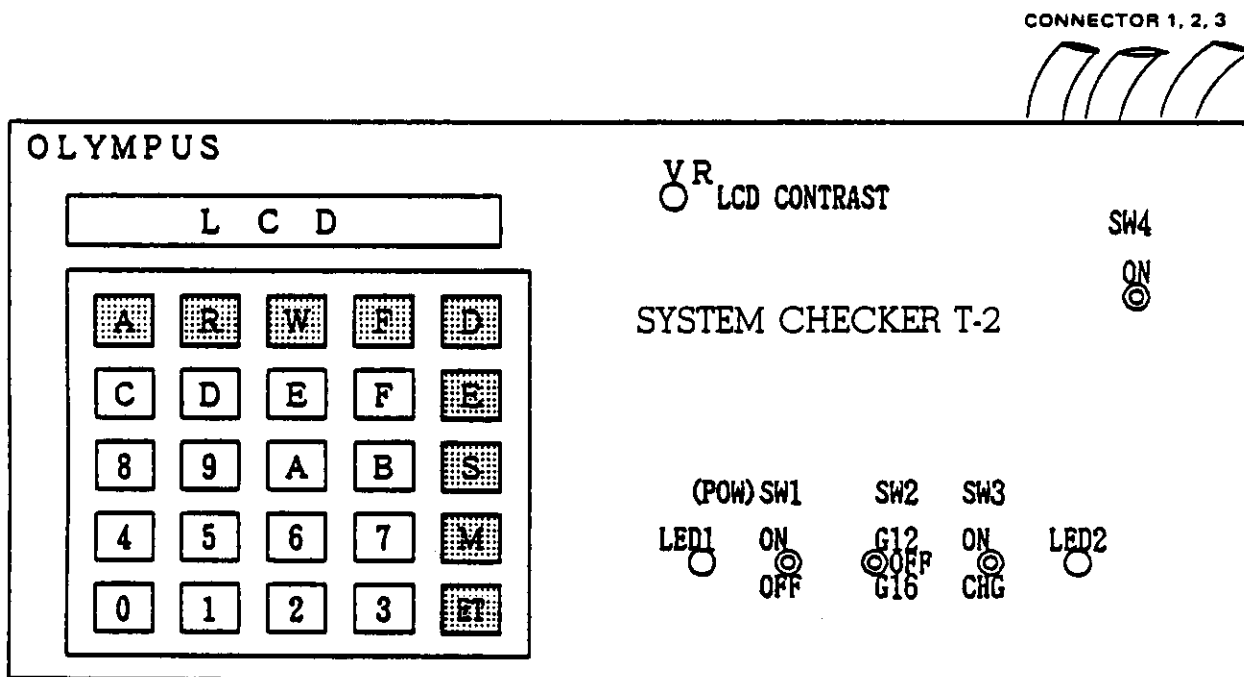 CONNECTOR 1, 2, 3
OLYMPUS
VR
LCD CONTRAST
LCD
SW4
ON
SYSTEM CHECKER T-2
A R W F D
C D E F E
8 9 A B S
4 5 6 7 M
0 1 2 3 ET
(POW) SW1 SW2 SW3
LED1 ON G12 ON LED2
OFF
OFF G16 CHG